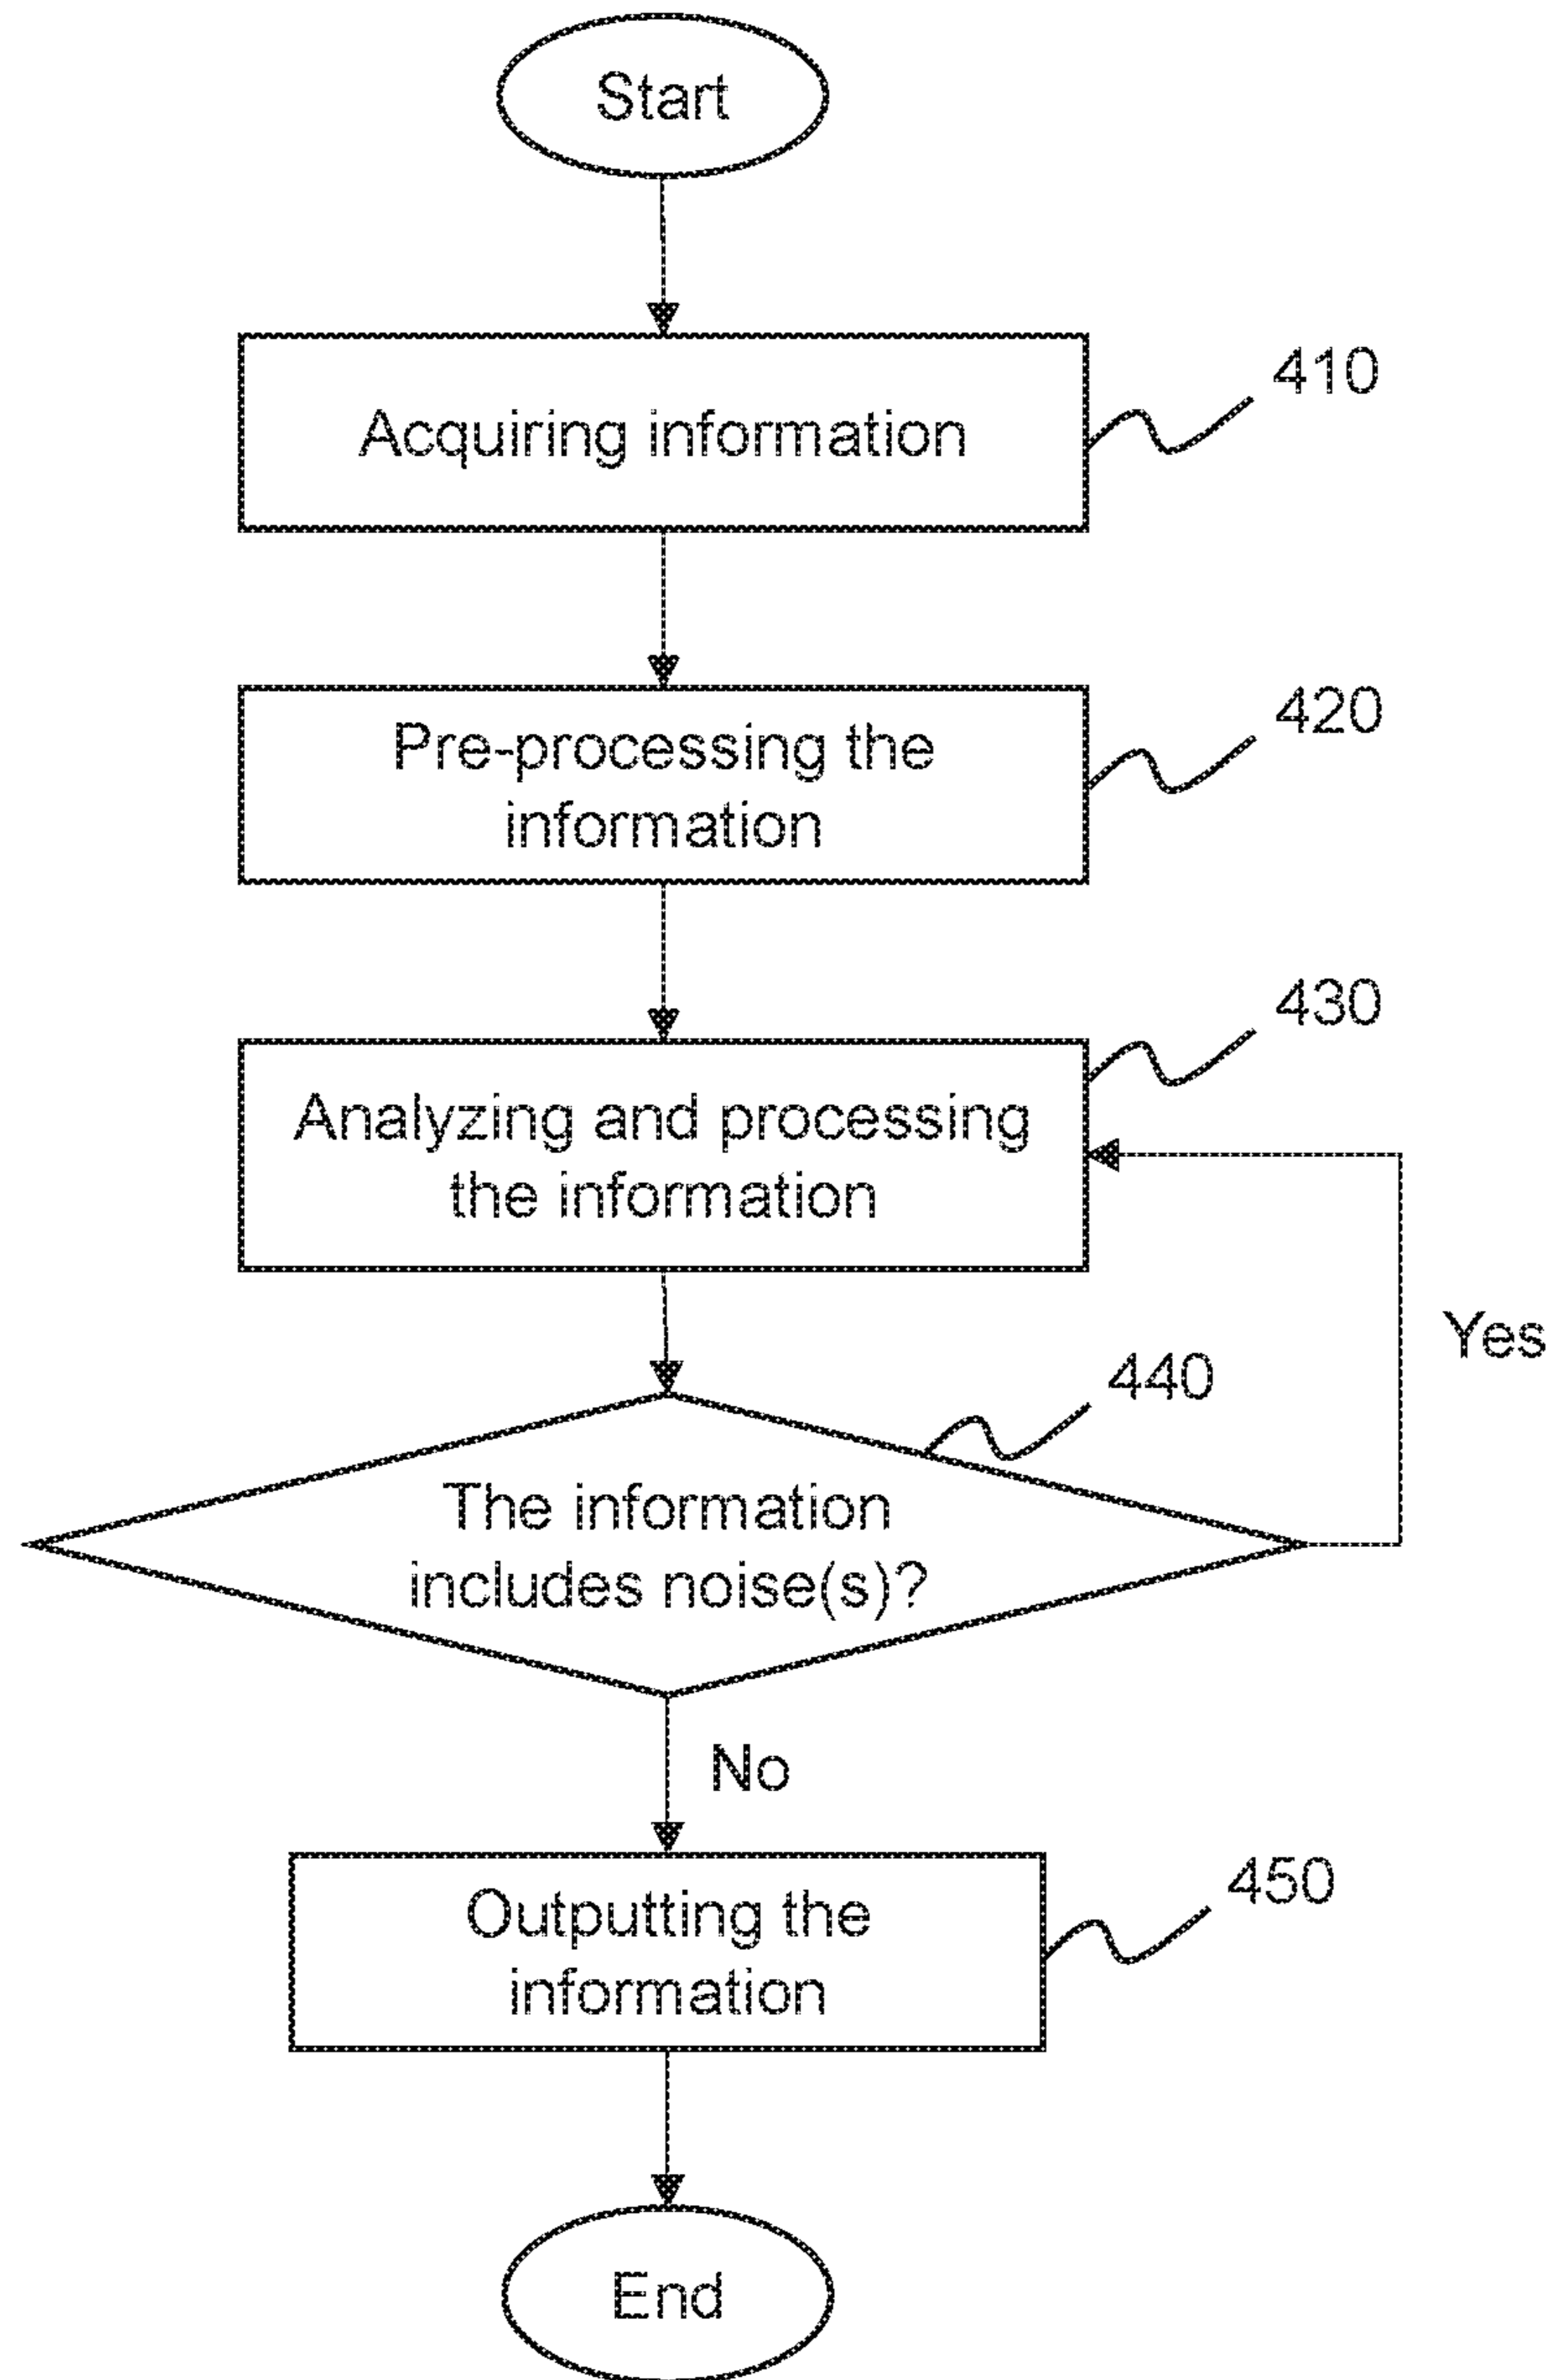 Start
410
Acquiring information
420
Pre-processing the
information
430
Analyzing and processing
the information
Yes
440
The information
includes noise(s)?
No
450
Outputting the
information
End